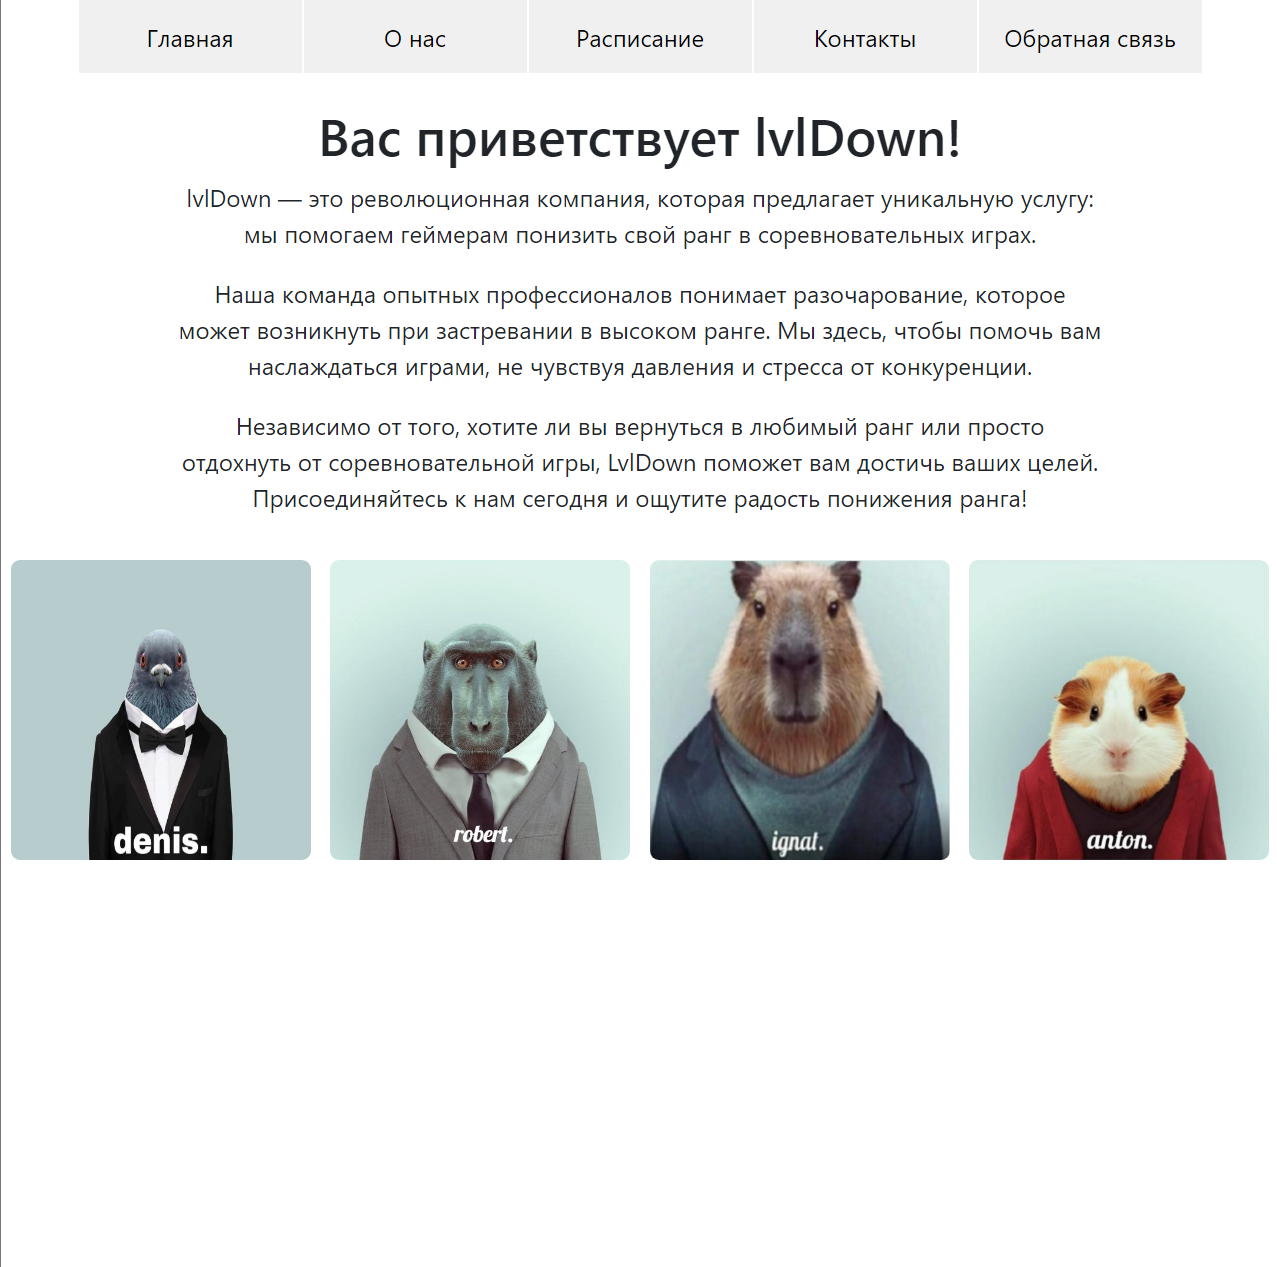 Главная
О нас
Расписание
Контакты
Обратная связь
Вас приветствует lvlDown!
lvlDown — это революционная компания, которая предлагает уникальную услугу:
мы помогаем геймерам понизить свой ранг в соревновательных играх.
Наша команда опытных профессионалов понимает разочарование, которое
может возникнуть при застревании в высоком ранге. Мы здесь, чтобы помочь вам
наслаждаться играми, не чувствуя давления и стресса от конкуренции.
Независимо от того, хотите ли вы вернуться в любимый ранг или просто
отдохнуть от соревновательной игры, LvlDown поможет вам достичь ваших целей.
Присоединяйтесь к нам сегодня и ощутите радость понижения ранга!
denis.
robert.
ignat.
anton.